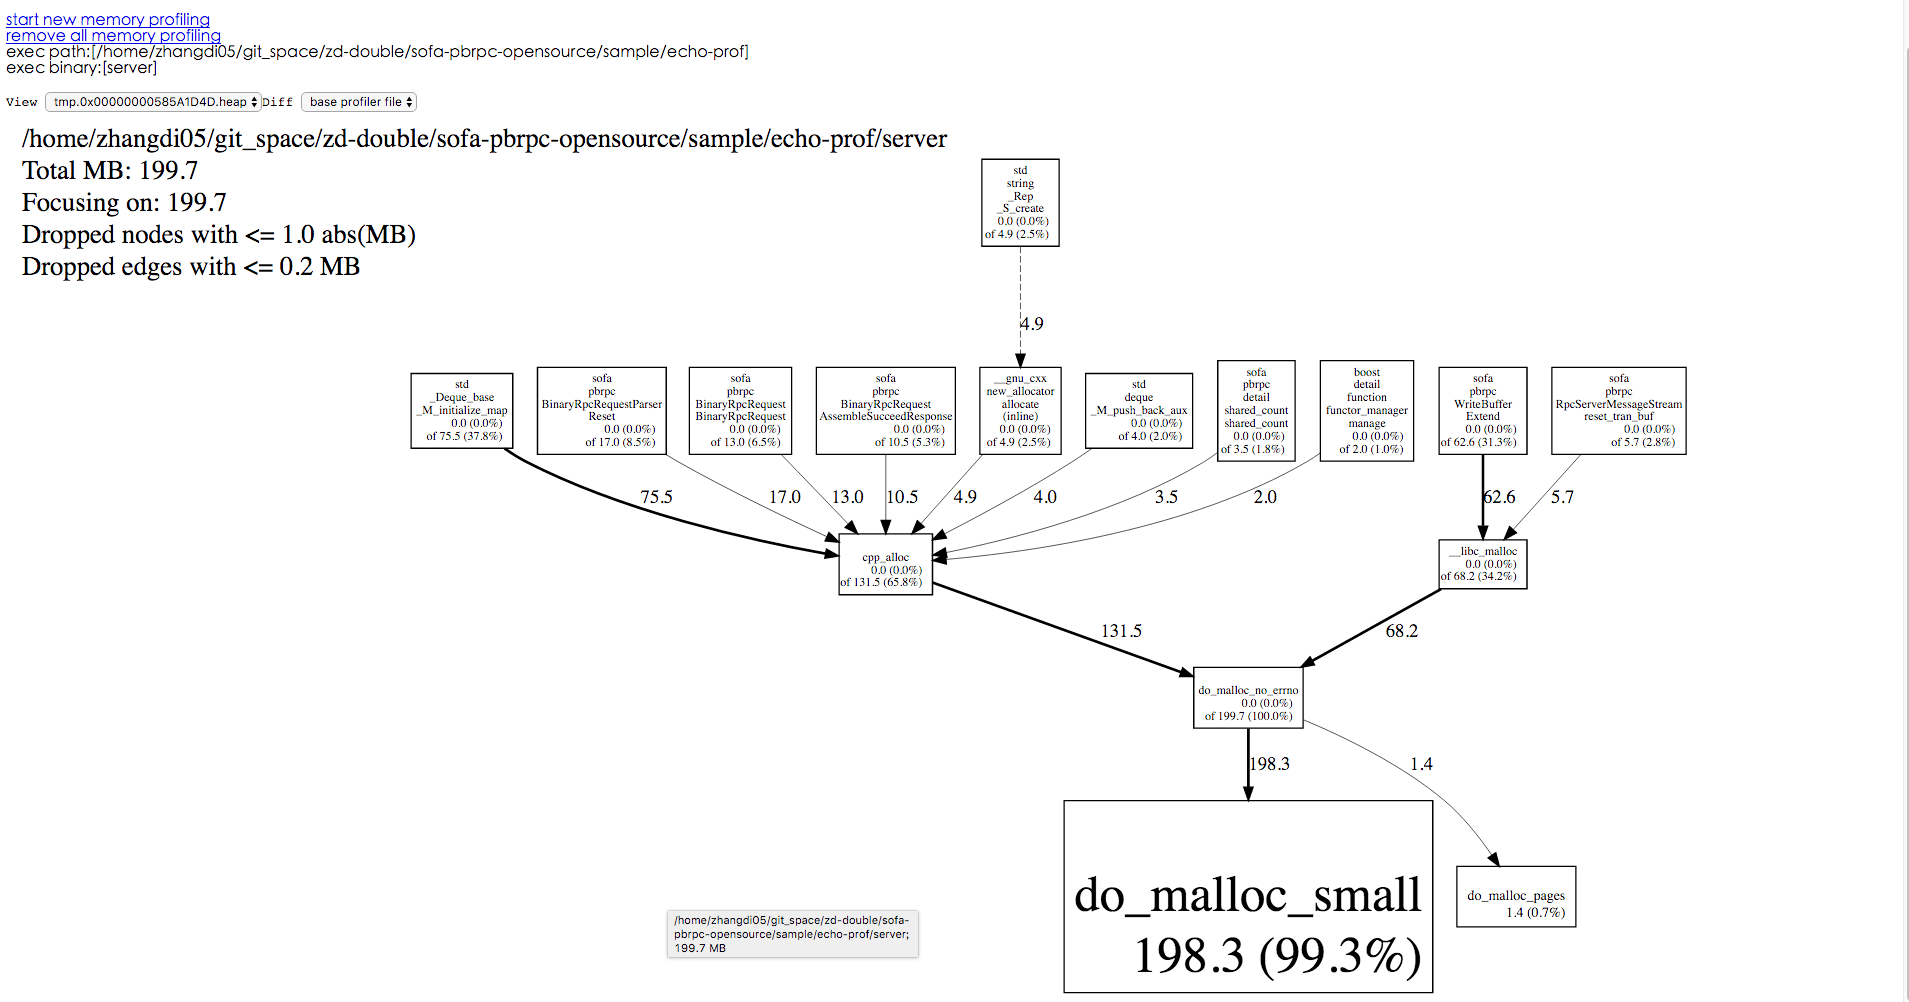 start new memory profiling
remove all memory profiling
exec path:[/home/zhangdi05/git_space/zd-double/sofa-pbrpc-opensource/sample/echo-prof]
exec binary:[server]
View tmp.0x00000000585A1D4D.heap Diff base profiler file
/home/zhangdi05/git_space/zd-double/sofa-pbrpc-opensource/sample/echo-prof/server
Total MB: 199.7
Focusing on: 199.7
Dropped nodes with <= 1.0 abs(MB)
Dropped edges with <= 0.2 MB
std
string
_Rep
_S_create
0.0 (0.0%)
of 4.9 (2.5%)
4.9
std
_Deque_base
_M_initialize_map
0.0 (0.0%)
of 75.5 (37.8%)
sofa
pbrpc
BinaryRpcRequestParser
Reset
0.0 (0.0%)
of 17.0 (8.5%)
sofa
pbrpc
BinaryRpcRequest
BinaryRpcRequest
0.0 (0.0%)
of 13.0 (6.5%)
sofa
pbrpc
BinaryRpcRequest
AssembleSucceedResponse
0.0 (0.0%)
of 10.5 (5.3%)
__gnu_cxx
new_allocator
allocate
(inline)
0.0 (0.0%)
of 4.9 (2.5%)
std
deque
_M_push_back_aux
0.0 (0.0%)
of 4.0 (2.0%)
sofa
pbrpc
detail
shared_count
shared_count
0.0 (0.0%)
of 3.5 (1.8%)
boost
detail
function
functor_manager
manage
0.0 (0.0%)
of 2.0 (1.0%)
sofa
pbrpc
WriteBuffer
Extend
0.0 (0.0%)
of 62.6 (31.3%)
sofa
pbrpc
RpcServerMessageStream
reset_tran_buf
0.0 (0.0%)
of 5.7 (2.8%)
75.5
17.0
13.0
10.5
4.9
4.0
3.5
2.0
62.6
5.7
cpp_alloc
0.0 (0.0%)
of 131.5 (65.8%)
__libc_malloc
0.0 (0.0%)
of 68.2 (34.2%)
131.5
68.2
do_malloc_no_errno
0.0 (0.0%)
of 199.7 (100.0%)
198.3
1.4
do_malloc_small
198.3 (99.3%)
do_malloc_pages
1.4 (0.7%)
/home/zhangdi05/git_space/zd-double/sofa-
pbrpc-opensource/sample/echo-prof/server;
199.7 MB